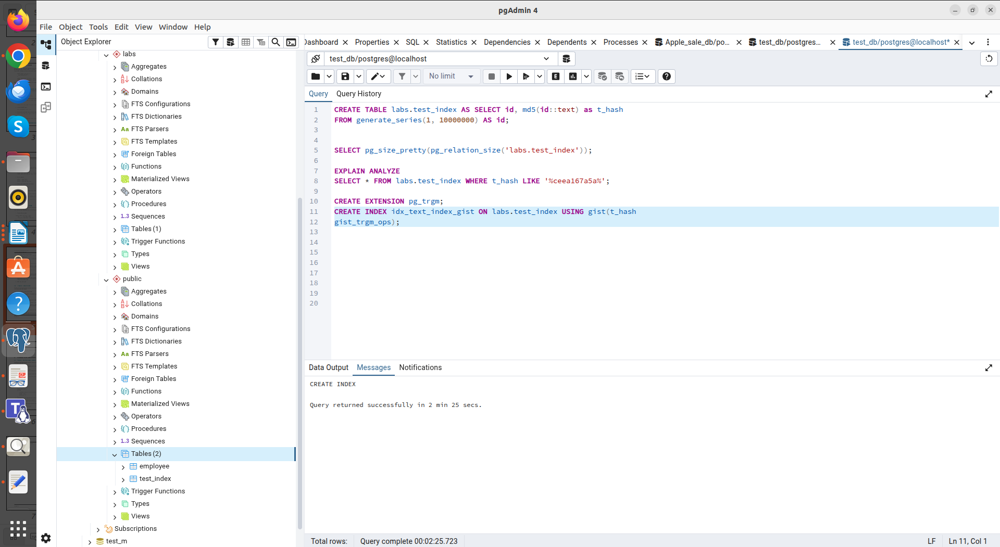 pgAdmin 4
File Object Tools Edit View Window Help
Object Explorer
Dashboard Properties SQL Statistics Dependencies Dependents Processes Apple_sale_db/po... test_db/postgres... test_db/postgres@localhost*
test_db/postgres@localhost
No limit
Query Query History
labs
Aggregates
Collations
Domains
FTS Configurations
FTS Dictionaries
Aa FTS Parsers
FTS Templates
Foreign Tables
Functions
Materialized Views
Operators
Procedures
1..3 Sequences
Tables (1)
Trigger Functions
Types
Views
public
Aggregates
Collations
Domains
FTS Configurations
FTS Dictionaries
Aa FTS Parsers
FTS Templates
Foreign Tables
Functions
Materialized Views
Operators
Procedures
1..3 Sequences
Tables (2)
employee
test_index
Trigger Functions
Types
Views
Subscriptions
test_m
1 CREATE TABLE labs.test_index AS SELECT id, md5(id::text) as t_hash
2 FROM generate_series(1, 10000000) AS id;
3
4
5 SELECT pg_size_pretty(pg_relation_size('labs.test_index'));
6
7 EXPLAIN ANALYZE
8 SELECT * FROM labs.test_index WHERE t_hash LIKE '%ceea167a5a%';
9
10 CREATE EXTENSION pg_trgm;
11 CREATE INDEX idx_text_index_gist ON labs.test_index USING gist(t_hash
12 gist_trgm_ops);
13
14
15
16
17
18
19
20
Data Output Messages Notifications
CREATE INDEX
Query returned successfully in 2 min 25 secs.
Total rows: Query complete 00:02:25.723 LF Ln 11, Col 1